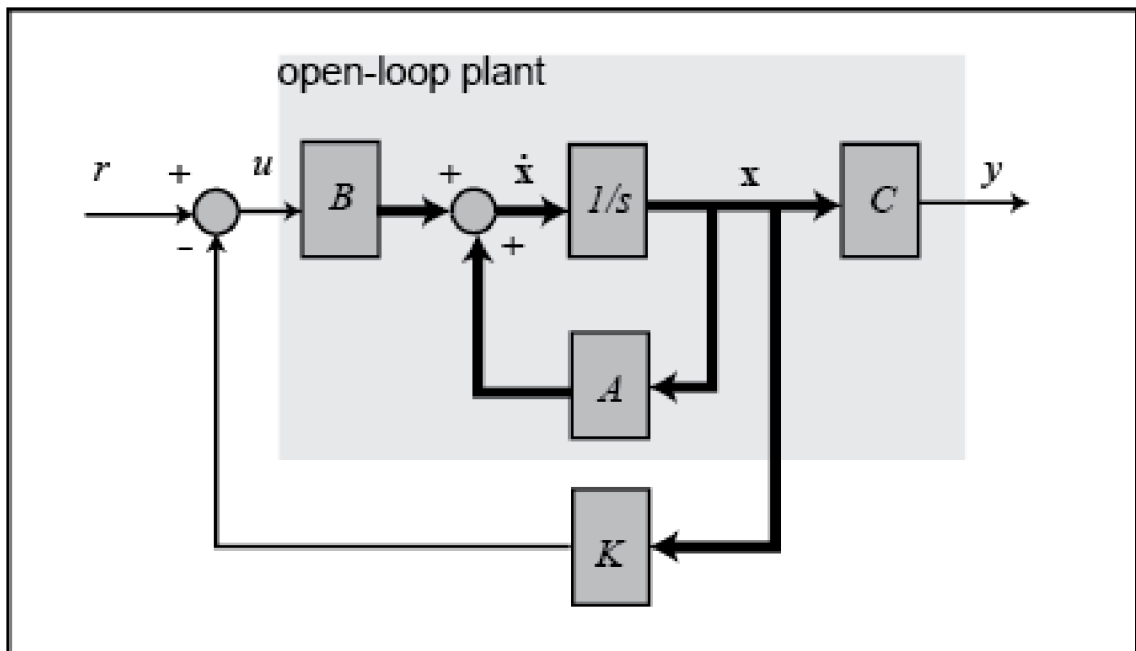 open-loop plant
r
+
-
u
B
+
+
ẋ
1/s
x
C
y
A
K